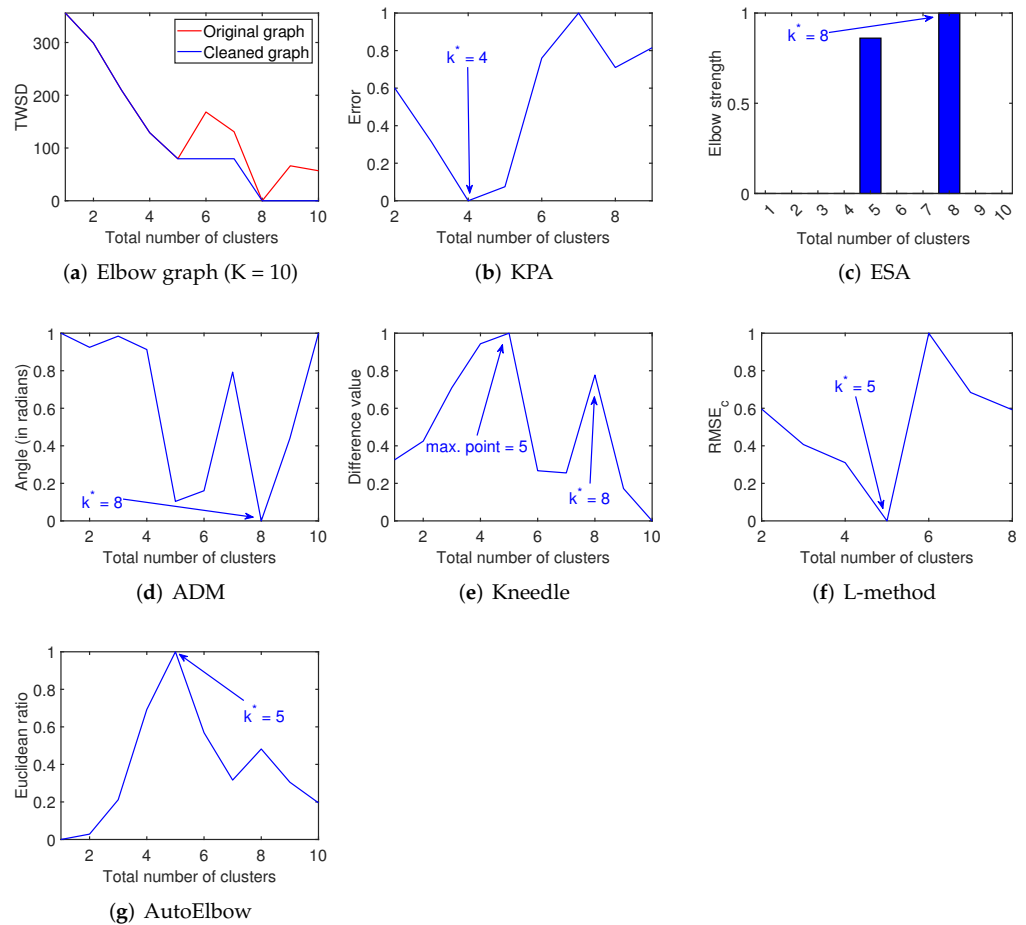 Original graph
Cleaned graph
TWSD
300
200
100
0
2 4 6 8 10
Total number of clusters
(a) Elbow graph (K = 10)
Error
1
0.8
0.6
0.4
0.2
0
k* = 4
2 4 6 8
Total number of clusters
(b) KPA
Elbow strength
1
0.5
0
k* = 8
1 2 3 4 5 6 7 8 9 10
Total number of clusters
(c) ESA
Angle (in radians)
1
0.8
0.6
0.4
0.2
0
k* = 8
2 4 6 8 10
Total number of clusters
(d) ADM
Difference value
1
0.8
0.6
0.4
0.2
0
max. point = 5
k* = 8
2 4 6 8 10
Total number of clusters
(e) Kneedle
RMSE_c
1
0.8
0.6
0.4
0.2
0
k* = 5
2 4 6 8
Total number of clusters
(f) L-method
Euclidean ratio
1
0.8
0.6
0.4
0.2
0
k* = 5
2 4 6 8 10
Total number of clusters
(g) AutoElbow